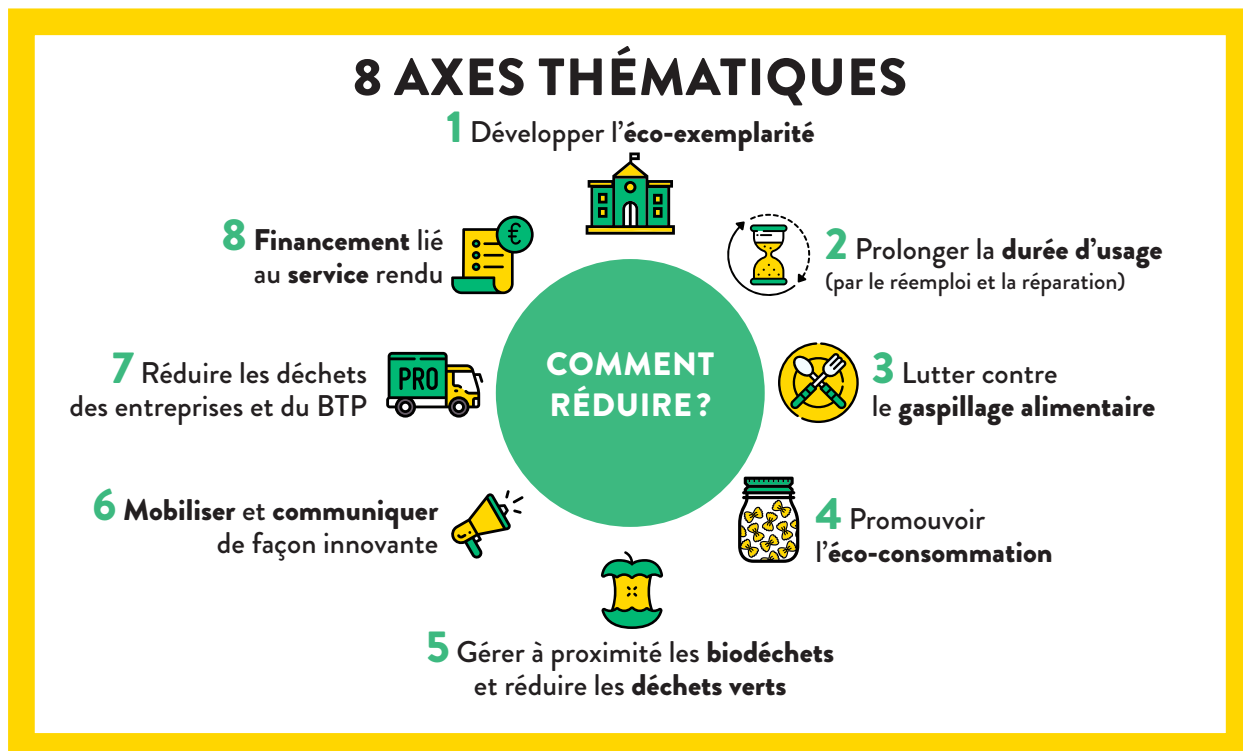 8 AXES THÉMATIQUES
1 Développer l'éco-exemplarité
2 Prolonger la durée d'usage
(par le réemploi et la réparation)
3 Lutter contre
le gaspillage alimentaire
4 Promouvoir
l'éco-consommation
5 Gérer à proximité les biodéchets
et réduire les déchets verts
6 Mobiliser et communiquer
de façon innovante
7 Réduire les déchets
des entreprises et du BTP
PRO
8 Financement lié
au service rendu
€
COMMENT
RÉDUIRE ?